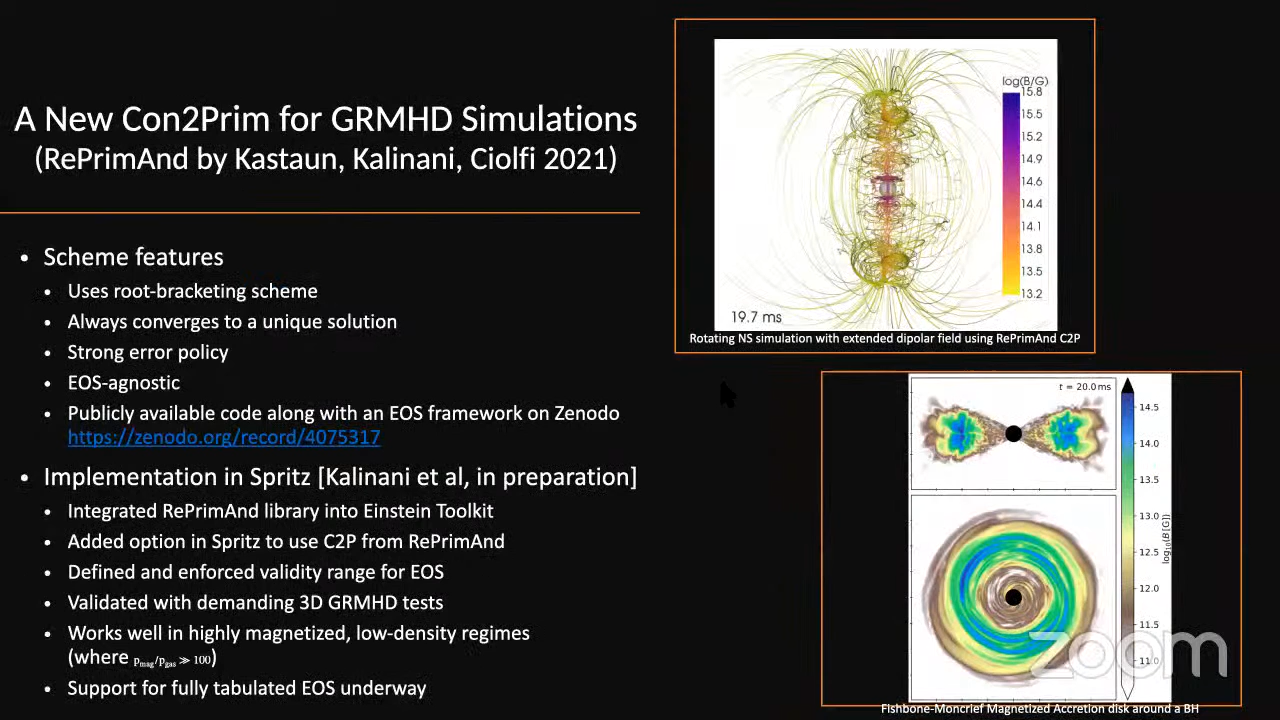 A New Con2Prim for GRMHD Simulations
(RePrimAnd by Kastaun, Kalinani, Ciolfi 2021)
• Scheme features
• Uses root-bracketing scheme
• Always converges to a unique solution
• Strong error policy
• EOS-agnostic
• Publicly available code along with an EOS framework on Zenodo
https://zenodo.org/record/4075317
• Implementation in Spritz [Kalinani et al, in preparation]
• Integrated RePrimAnd library into Einstein Toolkit
• Added option in Spritz to use C2P from RePrimAnd
• Defined and enforced validity range for EOS
• Validated with demanding 3D GRMHD tests
• Works well in highly magnetized, low-density regimes
(where pmag/pgas ≫ 100)
• Support for fully tabulated EOS underway
log(B/G)
15.8
15.5
15.2
14.9
14.6
14.4
14.1
13.8
13.5
13.2
19.7 ms
Rotating NS simulation with extended dipolar field using RePrimAnd C2P
t = 20.0 ms
14.5
14.0
13.5
13.0
12.5
12.0
11.5
11.0
log10(B [G])
zoom
Fishbone-Moncrief Magnetized Accretion disk around a BH